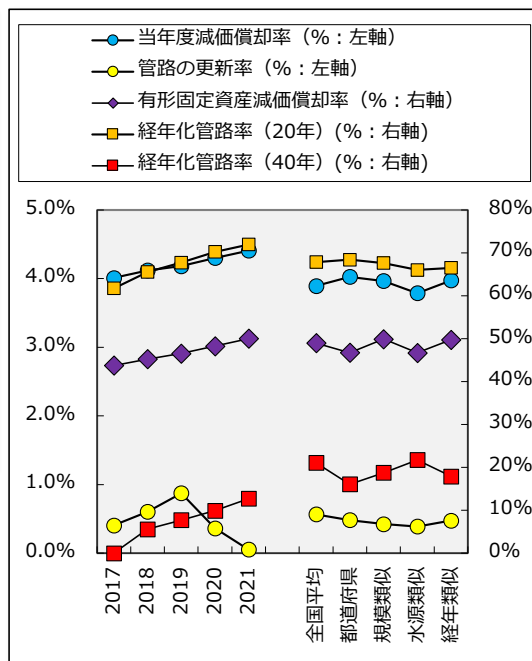 当年度減価償却率（%：左軸）
管路の更新率（%：左軸）
有形固定資産減価償却率（%：右軸）
経年化管路率（20年）(%：右軸)
経年化管路率（40年）(%：右軸)
5.0%
4.0%
3.0%
2.0%
1.0%
0.0%
80%
70%
60%
50%
40%
30%
20%
10%
0%
2017
2018
2019
2020
2021
全国平均
都道府県
規模類似
水源類似
経年類似